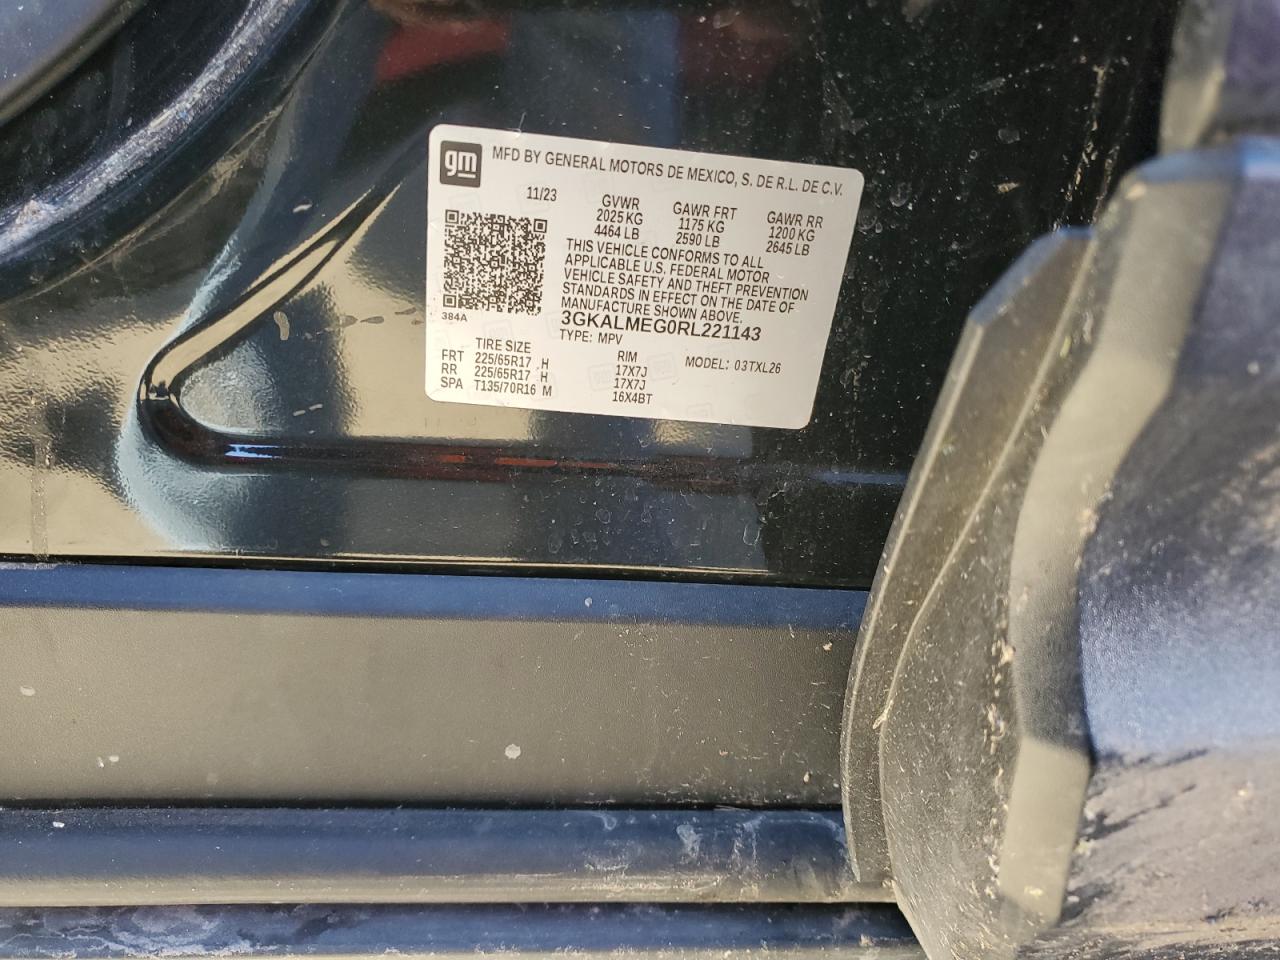 gm MFD BY GENERAL MOTORS DE MEXICO, S. DE R.L. DE C.V.
11/23 GVWR GAWR FRT GAWR RR
2025 KG 1175 KG 1200 KG
4464 LB 2590 LB 2645 LB
THIS VEHICLE CONFORMS TO ALL
APPLICABLE U.S. FEDERAL MOTOR
VEHICLE SAFETY AND THEFT PREVENTION
STANDARDS IN EFFECT ON THE DATE OF
MANUFACTURE SHOWN ABOVE.
384A 3GKALMEG0RL221143
TYPE: MPV MODEL: 03TXL26
TIRE SIZE RIM
FRT 225/65R17 H 17X7J
RR 225/65R17 H 17X7J
SPA T135/70R16 M 16X4BT